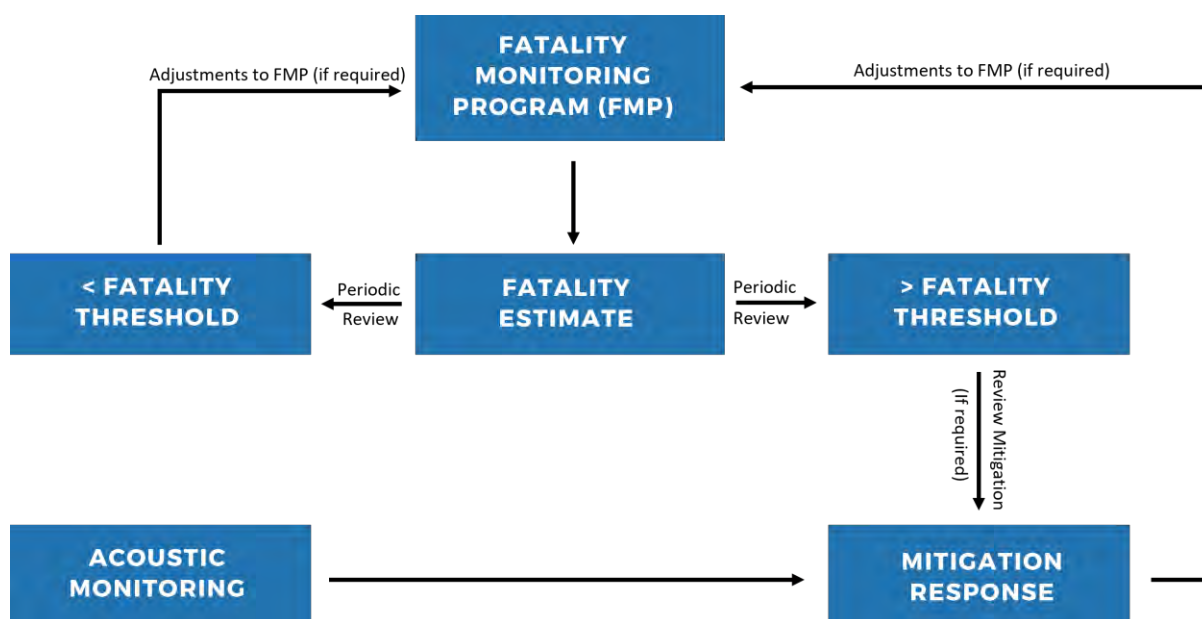 FATALITY
MONITORING
PROGRAM (FMP)
Adjustments to FMP (if required)
Adjustments to FMP (if required)
< FATALITY
THRESHOLD
Periodic
Review
FATALITY
ESTIMATE
Periodic
Review
> FATALITY
THRESHOLD
Review Mitigation
(If required)
ACOUSTIC
MONITORING
MITIGATION
RESPONSE